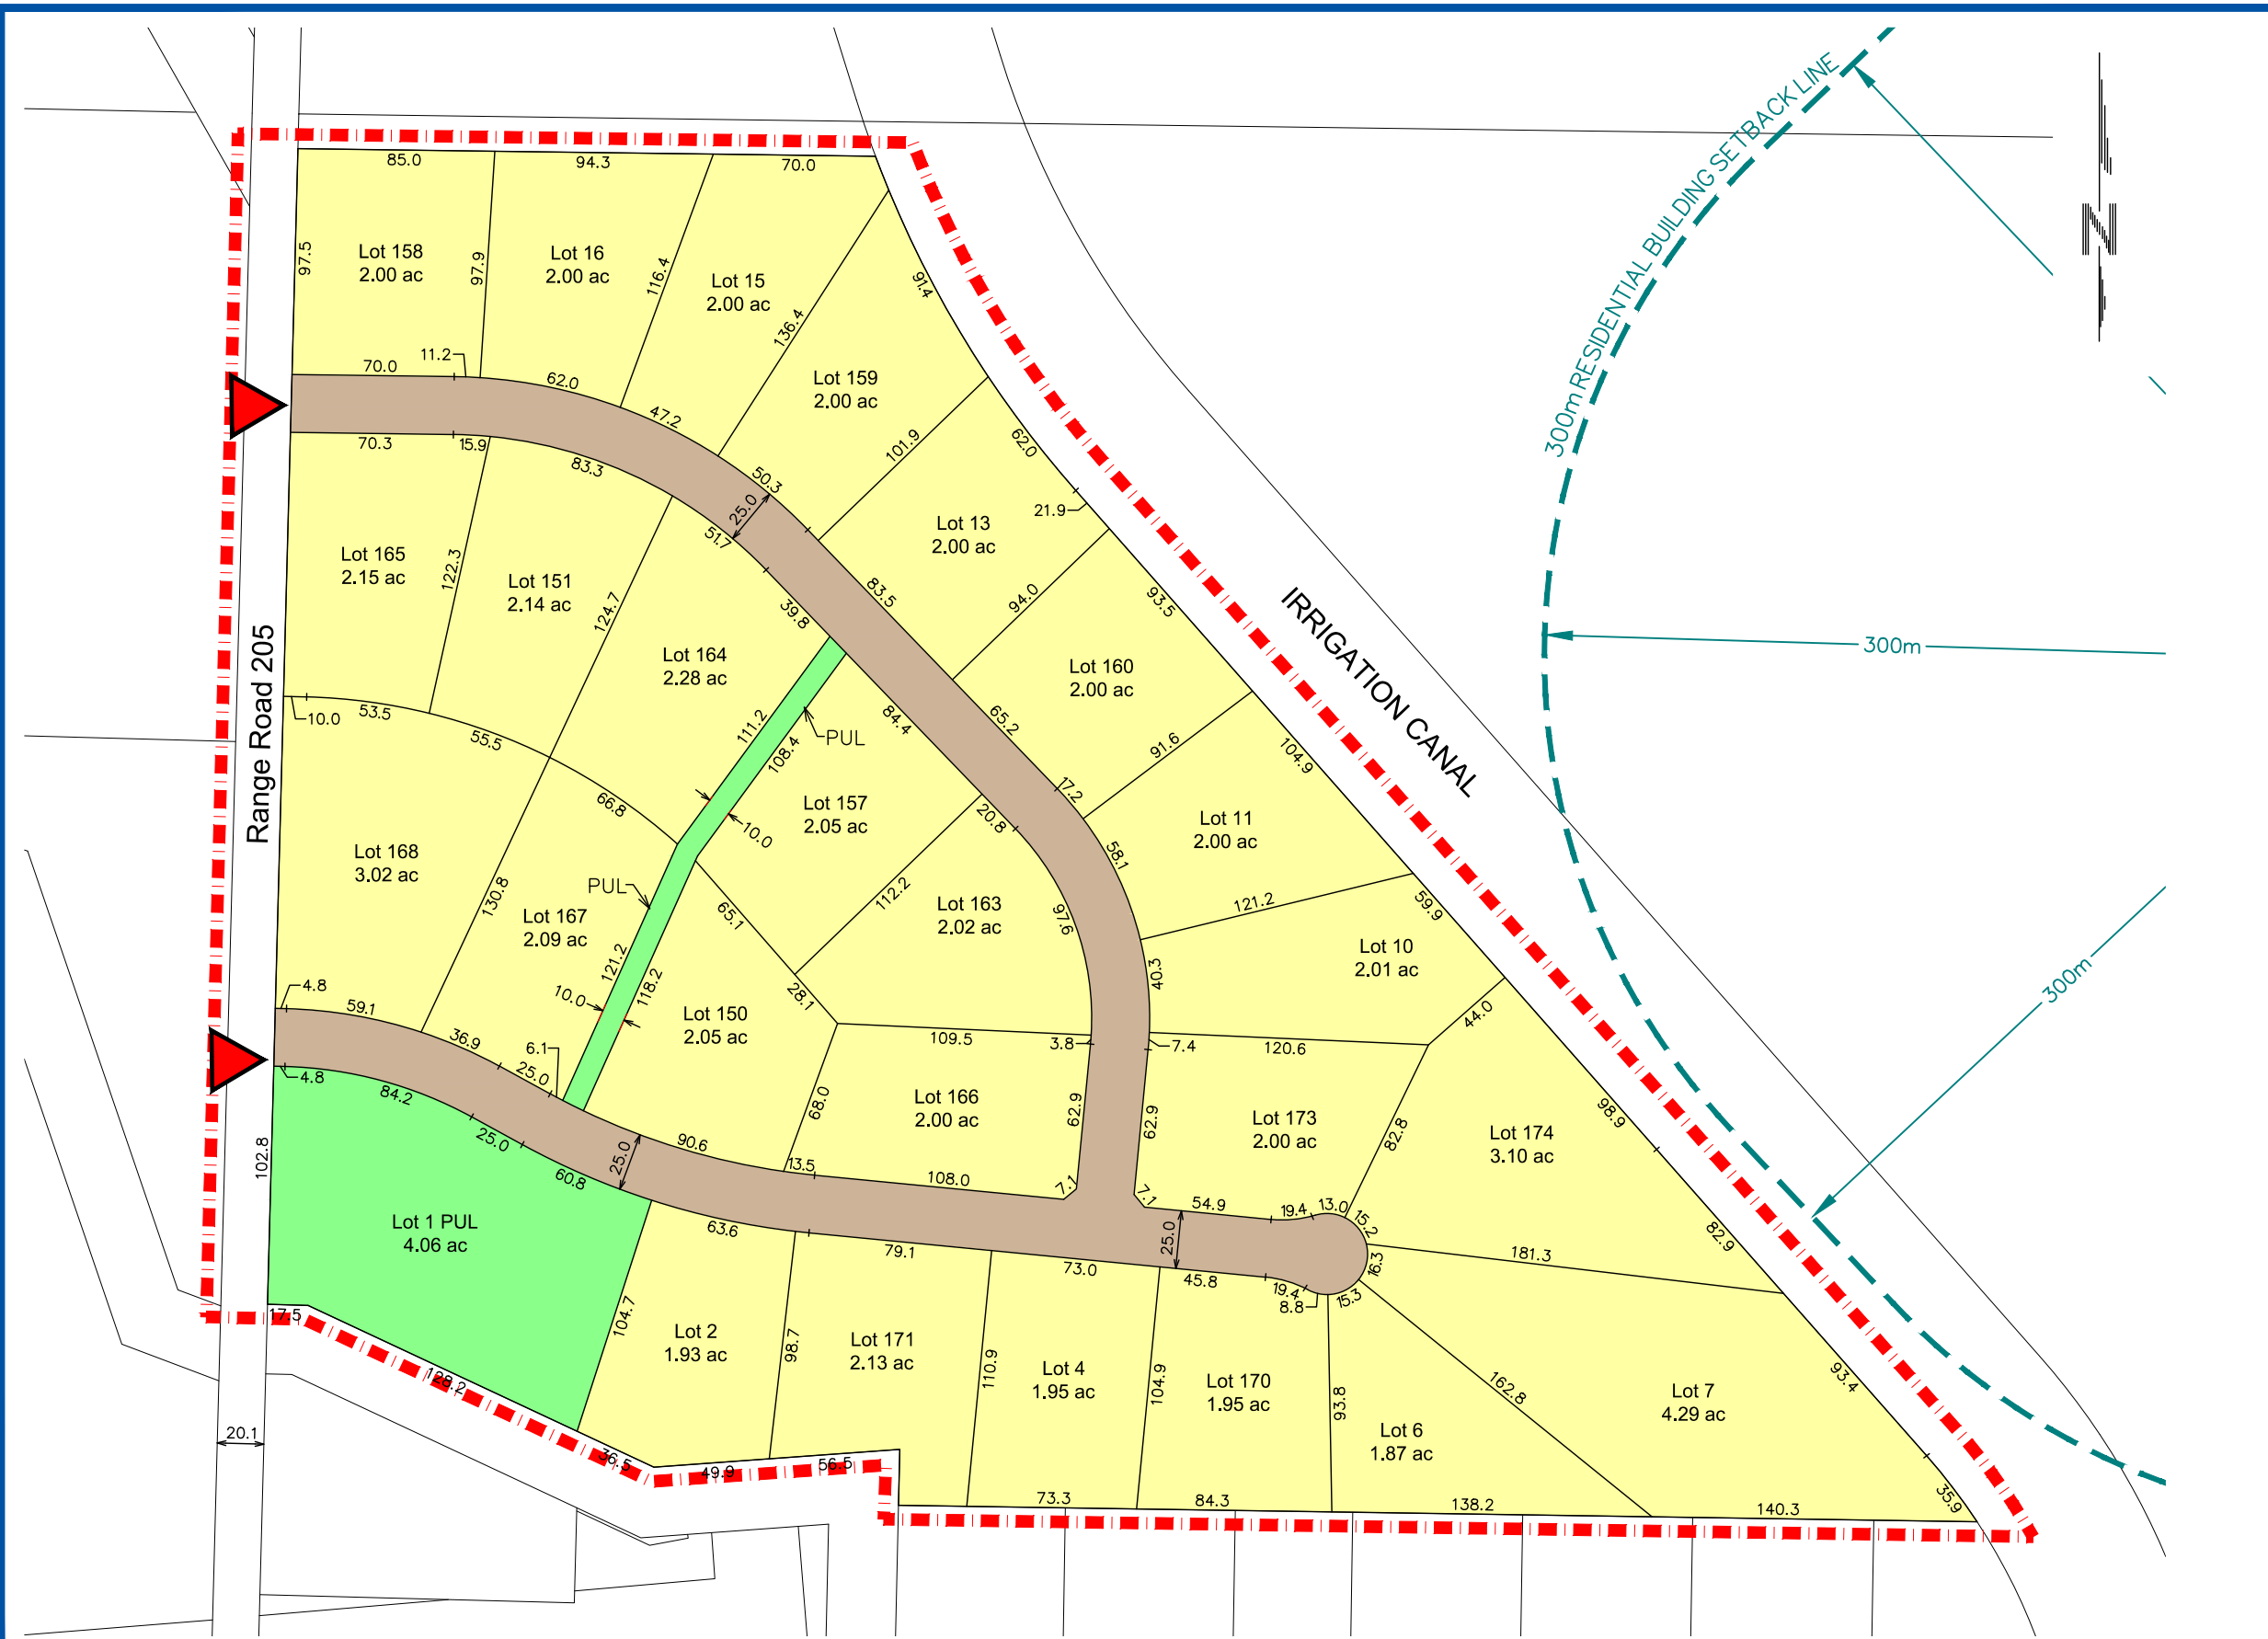 85.0
94.3
70.0
97.5
Lot 158
2.00 ac
97.9
Lot 16
2.00 ac
116.4
Lot 15
2.00 ac
136.4
91.4
300m RESIDENTIAL BUILDING SETBACK LINE
N
70.0
11.2
62.0
47.2
Lot 159
2.00 ac
101.9
62.0
70.3
15.9
83.3
50.3
25.0
51.7
21.9
Lot 13
2.00 ac
Lot 165
2.15 ac
122.3
Lot 151
2.14 ac
124.7
39.8
83.5
94.0
93.5
IRRIGATION CANAL
300m
Range Road 205
Lot 164
2.28 ac
Lot 160
2.00 ac
10.0
53.5
55.5
111.2
108.4
PUL
84.4
65.2
91.6
104.9
66.8
10.0
Lot 157
2.05 ac
20.8
17.2
Lot 11
2.00 ac
58.1
Lot 168
3.02 ac
130.8
PUL
Lot 167
2.09 ac
65.1
112.2
Lot 163
2.02 ac
97.6
121.2
59.9
40.3
Lot 10
2.01 ac
300m
4.8
59.1
36.9
121.2
118.2
10.0
28.1
Lot 150
2.05 ac
109.5
3.8
7.4
120.6
44.0
6.1
25.0
4.8
84.2
25.0
68.0
Lot 166
2.00 ac
62.9
62.9
Lot 173
2.00 ac
82.8
98.9
Lot 174
3.10 ac
102.8
60.8
25.0
90.6
13.5
108.0
7.1
7.1
54.9
19.4
13.0
15.2
82.9
Lot 1 PUL
4.06 ac
63.6
79.1
73.0
25.0
45.8
19.4
8.8
15.3
16.3
181.3
17.5
104.7
Lot 2
1.93 ac
98.7
Lot 171
2.13 ac
110.9
Lot 4
1.95 ac
104.9
Lot 170
1.95 ac
93.8
Lot 6
1.87 ac
162.8
Lot 7
4.29 ac
93.4
128.2
20.1
36.5
49.9
56.5
73.3
84.3
138.2
140.3
35.9